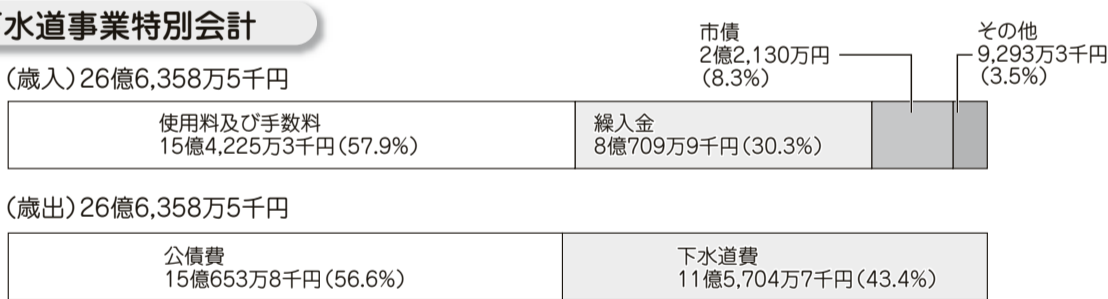 水道事業特別会計
(歳入)26億6,358万5千円
市債
2億2,130万円
(8.3%)
その他
9,293万3千円
(3.5%)
使用料及び手数料
15億4,225万3千円(57.9%)
繰入金
8億709万9千円(30.3%)
(歳出)26億6,358万5千円
公債費
15億653万8千円(56.6%)
下水道費
11億5,704万7千円(43.4%)